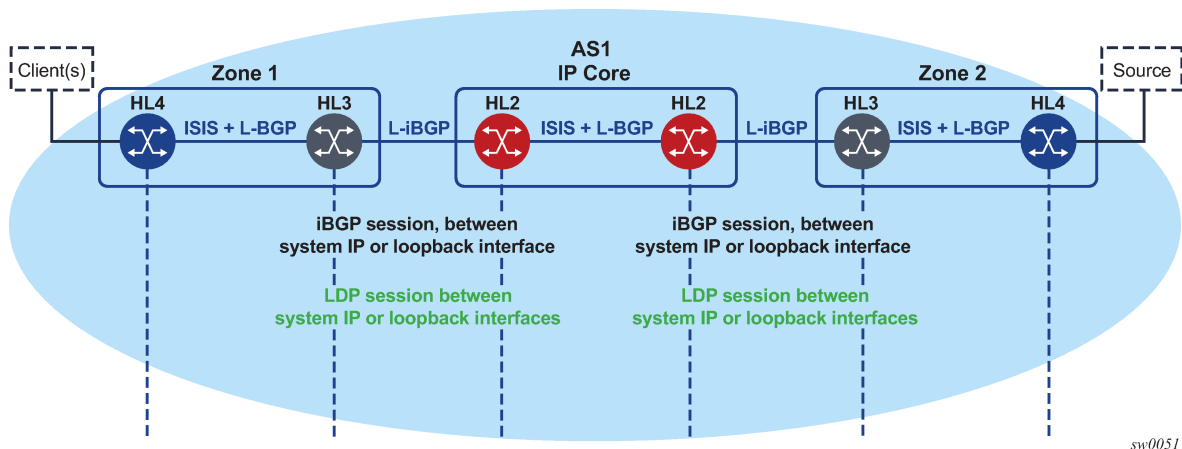 AS1
IP Core
Client(s)
Zone 1
Zone 2
Source
HL4
HL3
HL2
HL2
HL3
HL4
ISIS + L-BGP
L-iBGP
ISIS + L-BGP
L-iBGP
ISIS + L-BGP
iBGP session, between
system IP or loopback interface
iBGP session, between
system IP or loopback interface
LDP session between
system IP or loopback interfaces
LDP session between
system IP or loopback interfaces
sw0051